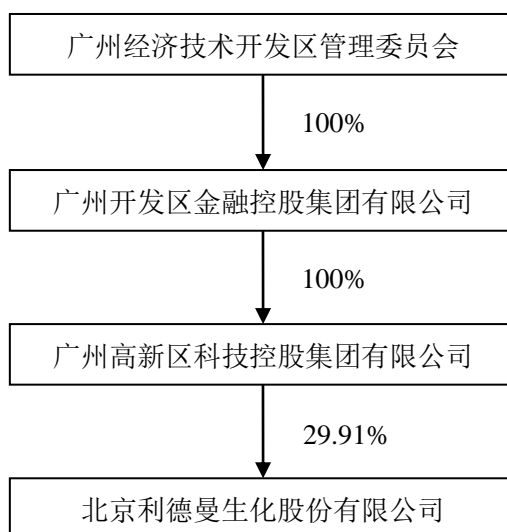 广州经济技术开发区管理委员会
100%
广州开发区金融控股集团有限公司
100%
广州高新区科技控股集团有限公司
29.91%
北京利德曼生化股份有限公司